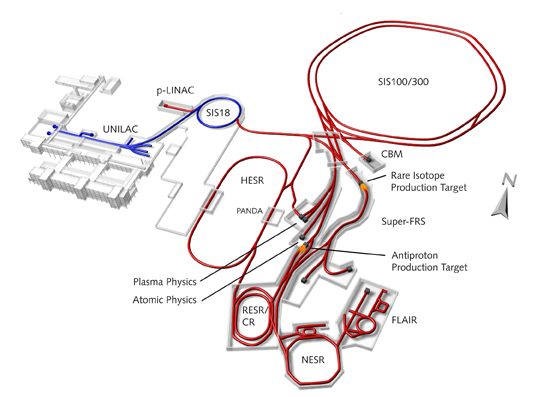 p-LINAC
SIS18
SIS100/300
UNILAC
CBM
Rare Isotope
Production Target
HESR
PANDA
Super-FRS
N
Plasma Physics
Atomic Physics
Antiproton
Production Target
RESR/
CR
FLAIR
NESR